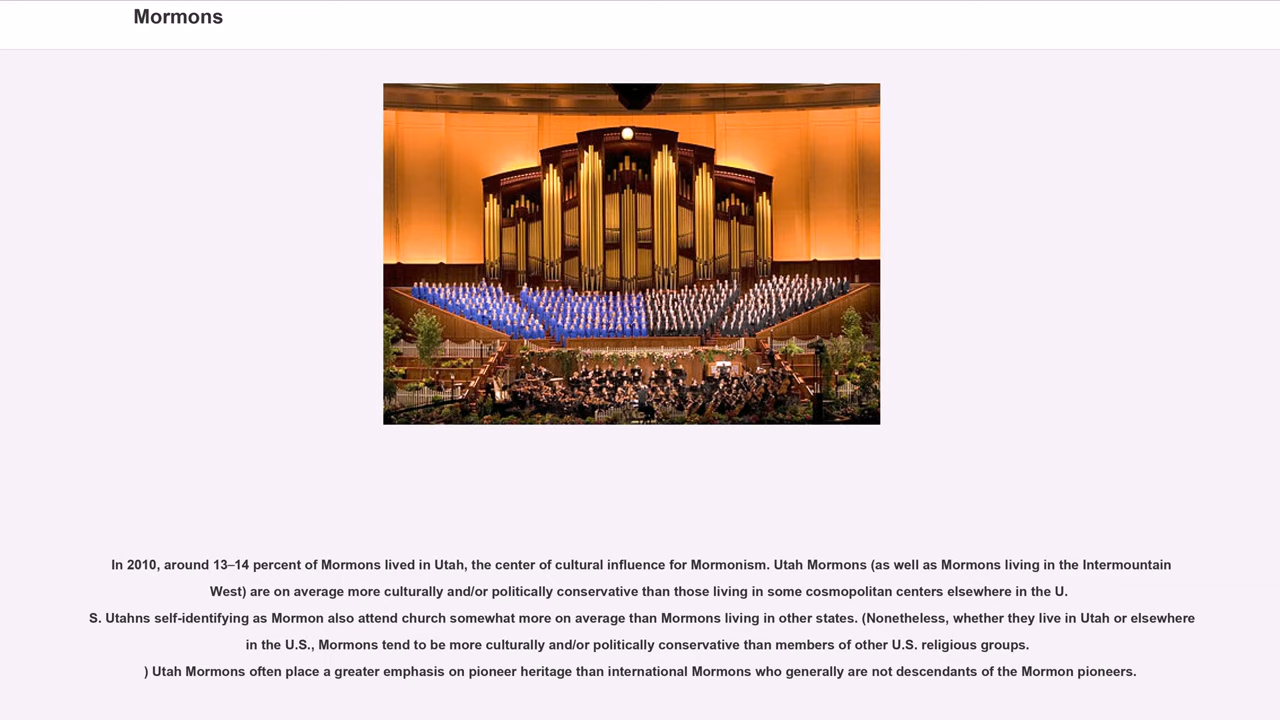 Mormons
In 2010, around 13–14 percent of Mormons lived in Utah, the center of cultural influence for Mormonism. Utah Mormons (as well as Mormons living in the Intermountain
West) are on average more culturally and/or politically conservative than those living in some cosmopolitan centers elsewhere in the U.
S. Utahns self-identifying as Mormon also attend church somewhat more on average than Mormons living in other states. (Nonetheless, whether they live in Utah or elsewhere
in the U.S., Mormons tend to be more culturally and/or politically conservative than members of other U.S. religious groups.
) Utah Mormons often place a greater emphasis on pioneer heritage than international Mormons who generally are not descendants of the Mormon pioneers.